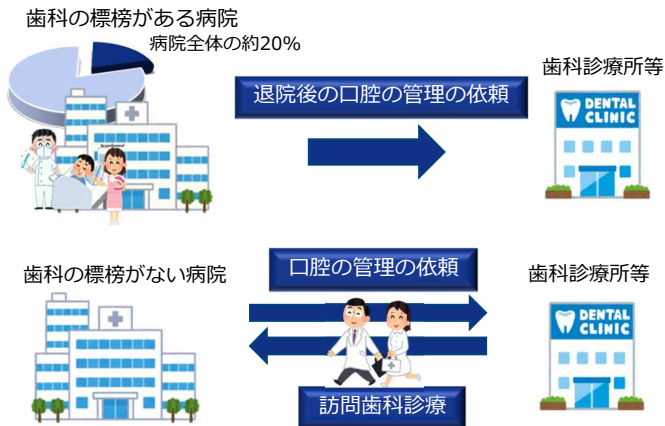 歯科の標榜がある病院
病院全体の約20%
退院後の口腔の管理の依頼
歯科診療所等
DENTAL
CLINIC
歯科の標榜がない病院
口腔の管理の依頼
歯科診療所等
DENTAL
CLINIC
訪問歯科診療